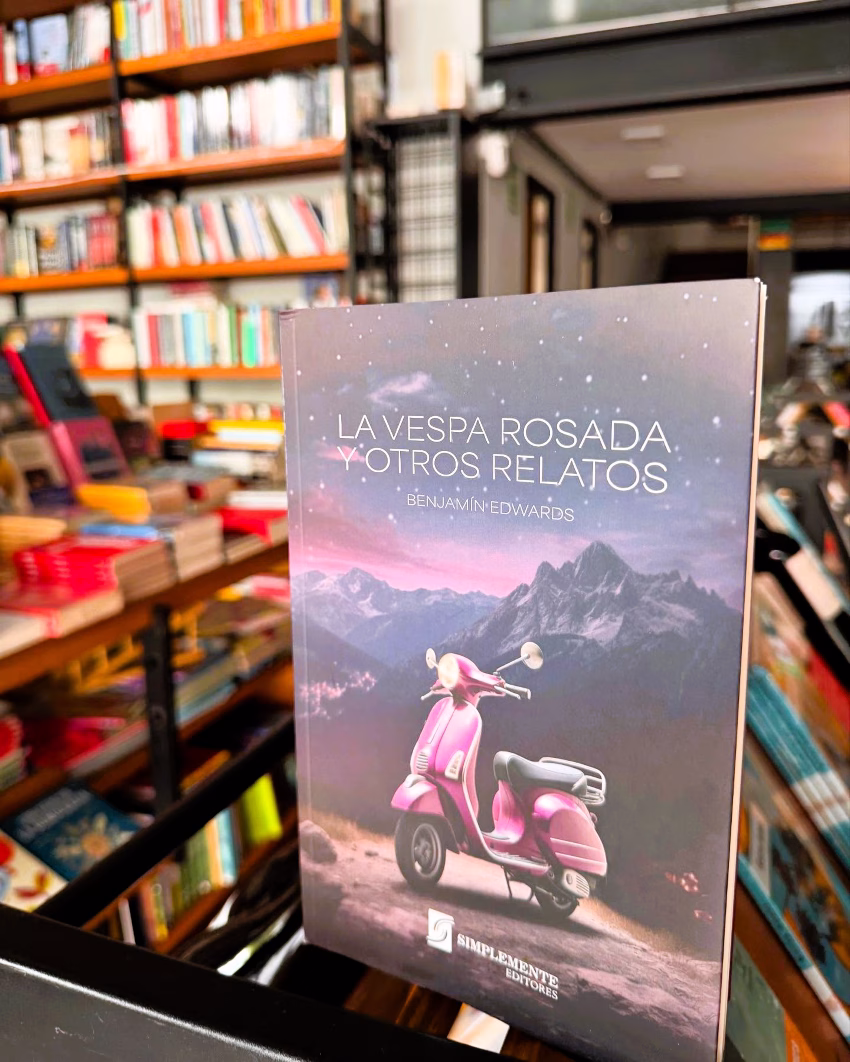 LA VESPA ROSADA
Y OTROS RELATOS
BENJAMÍN EDWARDS
SIMPLEMENTE
EDITORES